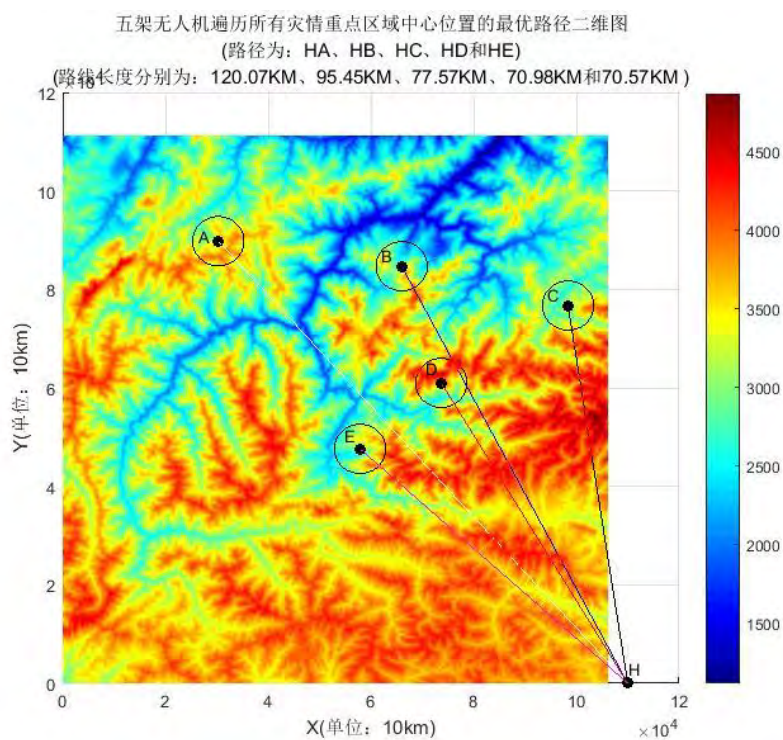 五架无人机遍历所有灾情重点区域中心位置的最优路径二维图
(路径为：HA、HB、HC、HD和HE)
(路线长度分别为：120.07KM、95.45KM、77.57KM、70.98KM和70.57KM )
12
10
8
6
4
2
0
Y(单位：10km)
A
B
C
D
E
H
0
2
4
6
8
10
12
X(单位：10km)
×10⁴
4500
4000
3500
3000
2500
2000
1500